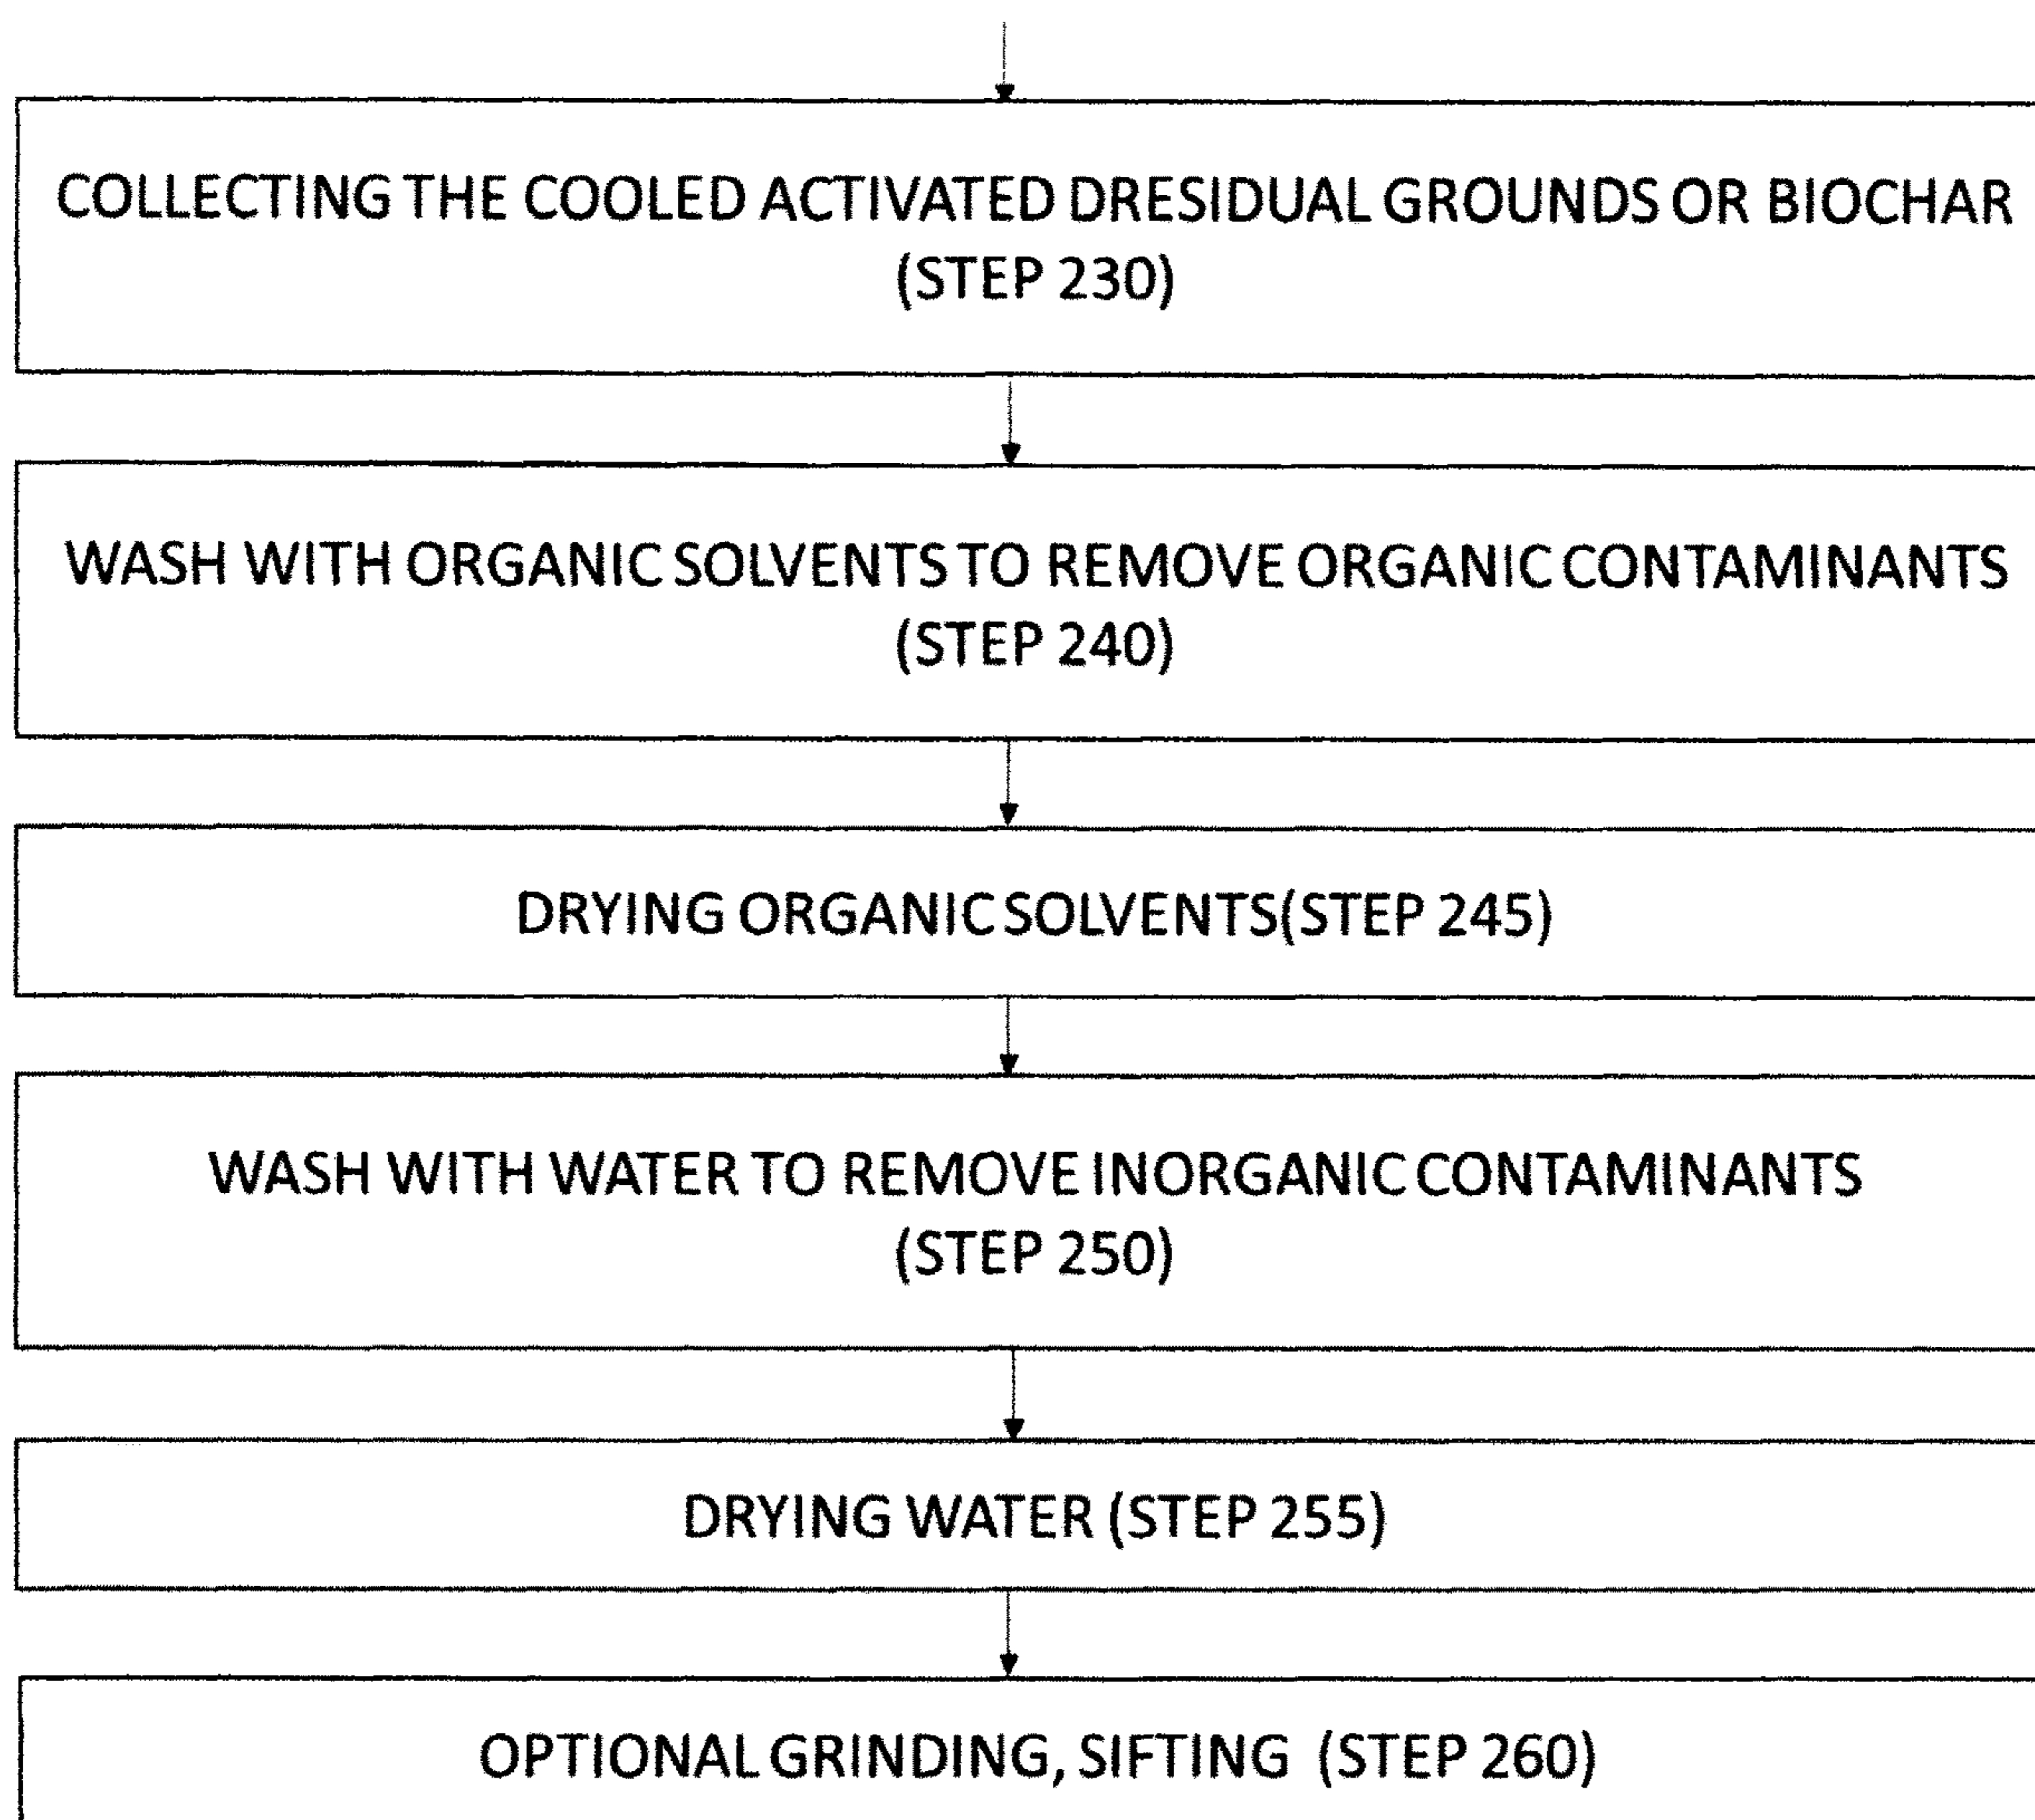 COLLECTING THE COOLED ACTIVATED DRESIDUAL GROUNDS OR BIOCHAR
(STEP 230)
WASH WITH ORGANIC SOLVENTS TO REMOVE ORGANIC CONTAMINANTS
(STEP 240)
DRYING ORGANIC SOLVENTS(STEP 245)
WASH WITH WATER TO REMOVE INORGANIC CONTAMINANTS
(STEP 250)
DRYING WATER (STEP 255)
OPTIONAL GRINDING, SIFTING (STEP 260)